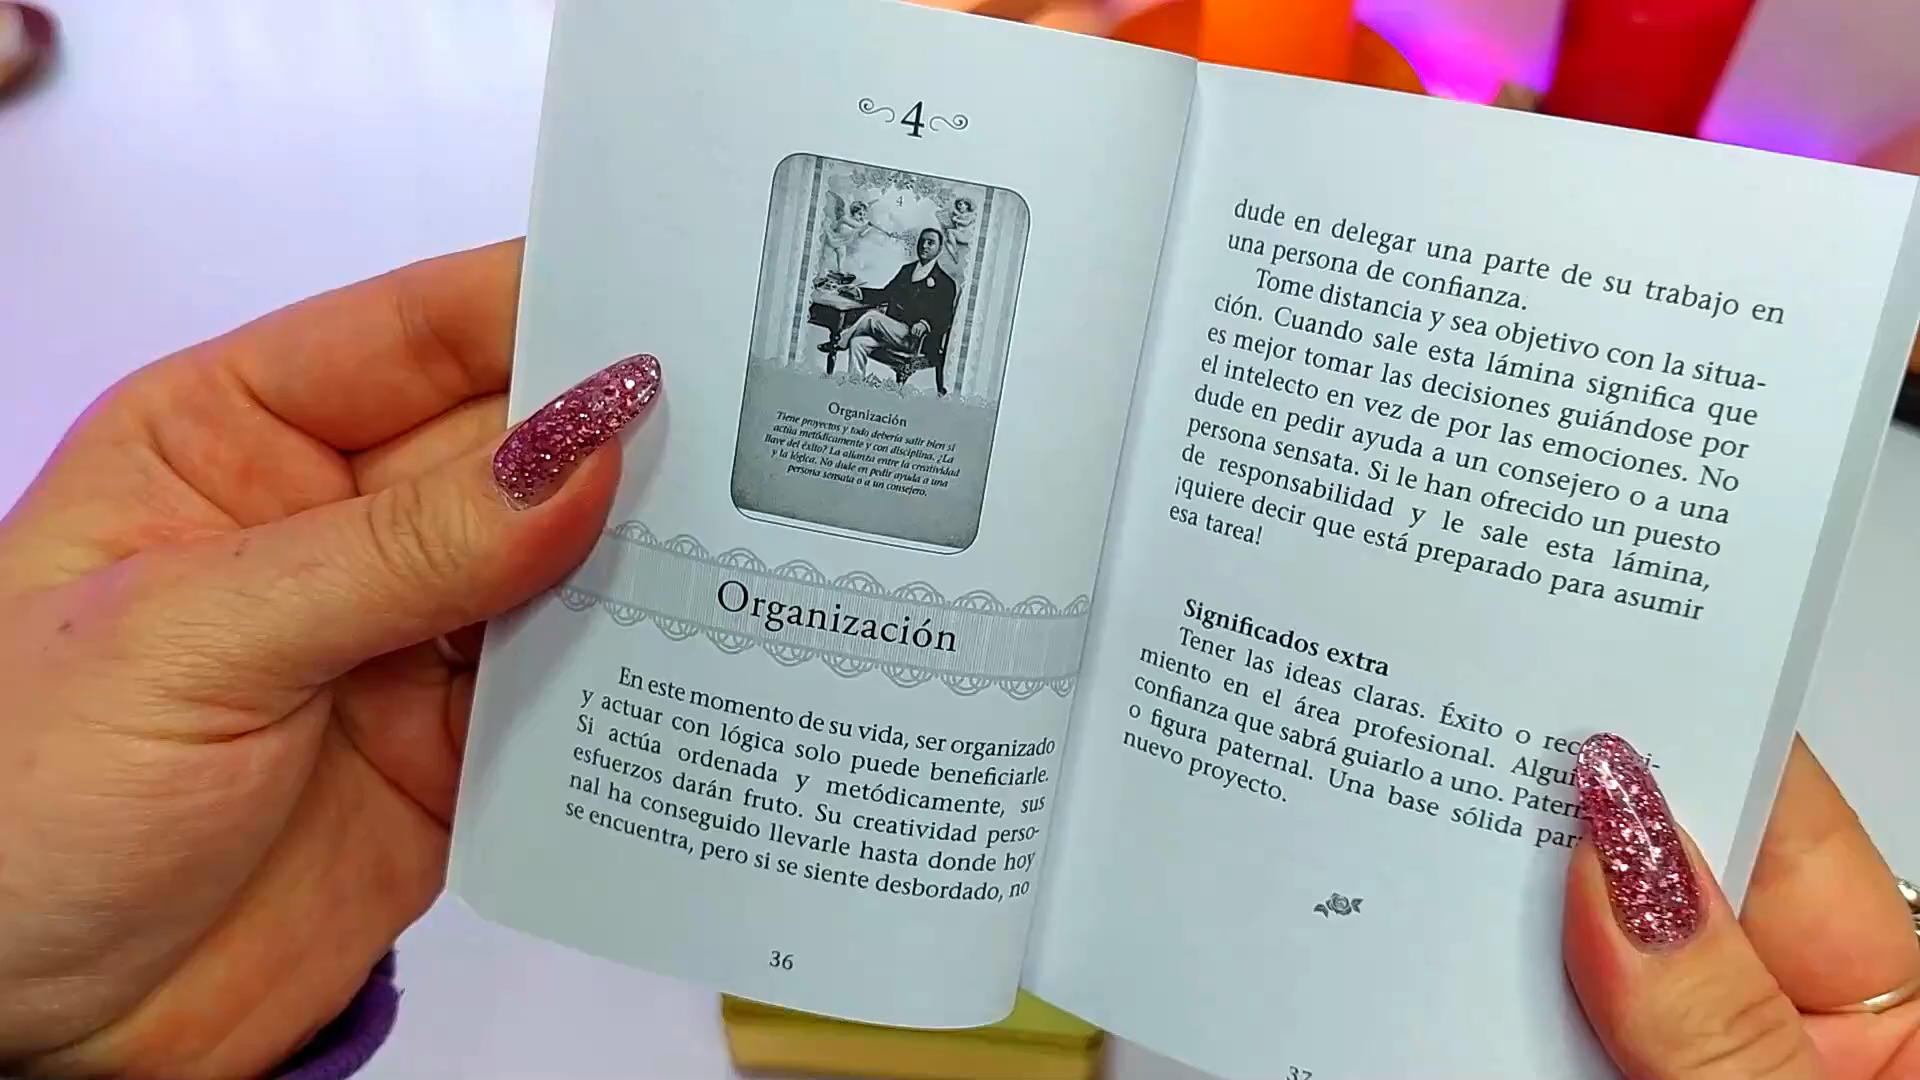 4
4
Organización
Tiene proyectos y todo debería salir bien si
actúa metódicamente y con disciplina. ¿La
llave del éxito? La alianza entre la creatividad
y la lógica. No dude en pedir ayuda a una
persona sensata o a un consejero.
Organización
En este momento de su vida, ser organizado
y actuar con lógica solo puede beneficiarle.
Si actúa ordenada y metódicamente, sus
esfuerzos darán fruto. Su creatividad perso-
nal ha conseguido llevarle hasta donde hoy
se encuentra, pero si se siente desbordado, no
36
dude en delegar una parte de su trabajo en
una persona de confianza.
Tome distancia y sea objetivo con la situa-
ción. Cuando sale esta lámina significa que
es mejor tomar las decisiones guiándose por
el intelecto en vez de por las emociones. No
dude en pedir ayuda a un consejero o a una
persona sensata. Si le han ofrecido un puesto
de responsabilidad y le sale esta lámina,
¡quiere decir que está preparado para asumir
esa tarea!
Significados extra
Tener las ideas claras. Éxito o
miento en el área profesional.
confianza que sabrá guiarlo a uno.
o figura paternal. Una base sólida
nuevo proyecto.
37